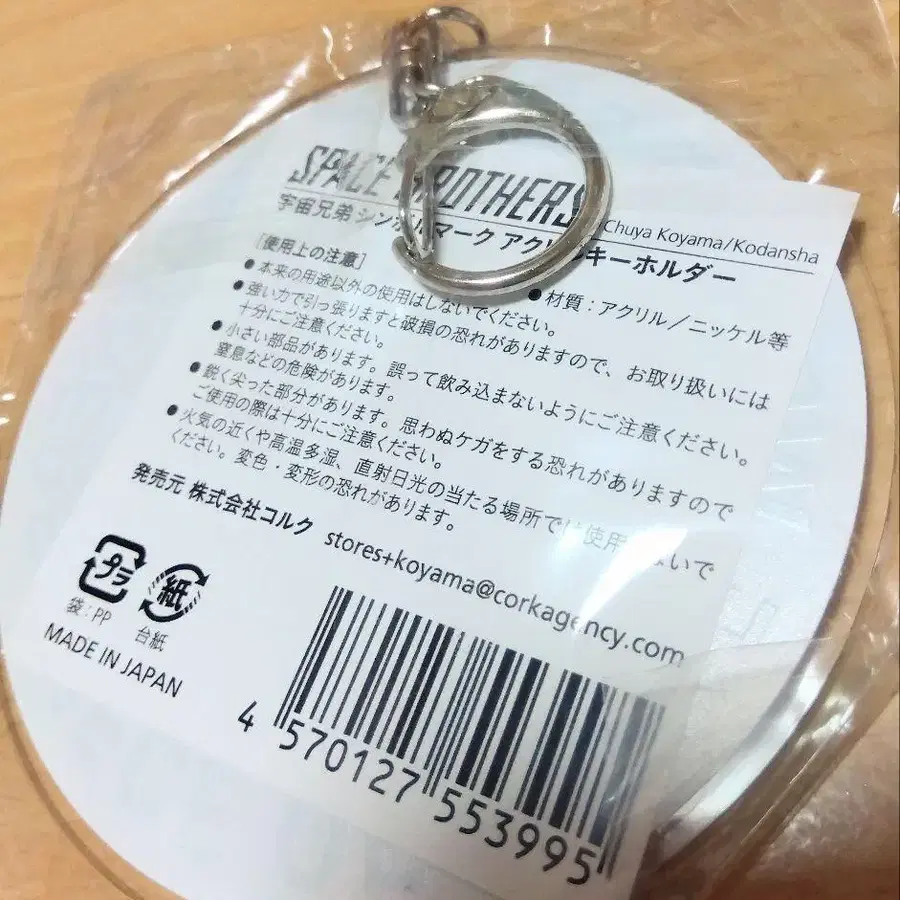 SPACE BROTHERS
Chuya Koyama/Kodansha
宇宙兄弟 シンボルマーク アクリルキーホルダー
[使用上の注意]
●材質：アクリル／ニッケル等
●本来の用途以外の使用はしないでください。
●強い力で引っ張りますと破損の恐れがありますので、お取り扱いには
十分にご注意ください。
●小さい部品があります。誤って飲み込まないようにご注意ください。
窒息などの危険があります。
●鋭く尖った部分があります。思わぬケガをする恐れがありますので
ご使用の際は十分にご注意ください。
●火気の近くや高温多湿、直射日光の当たる場所では使用しないで
ください。変色・変形の恐れがあります。
発売元 株式会社コルク stores+koyama@corkagency.com
プラ
紙
袋：PP
台紙
MADE IN JAPAN
4 570127 553995